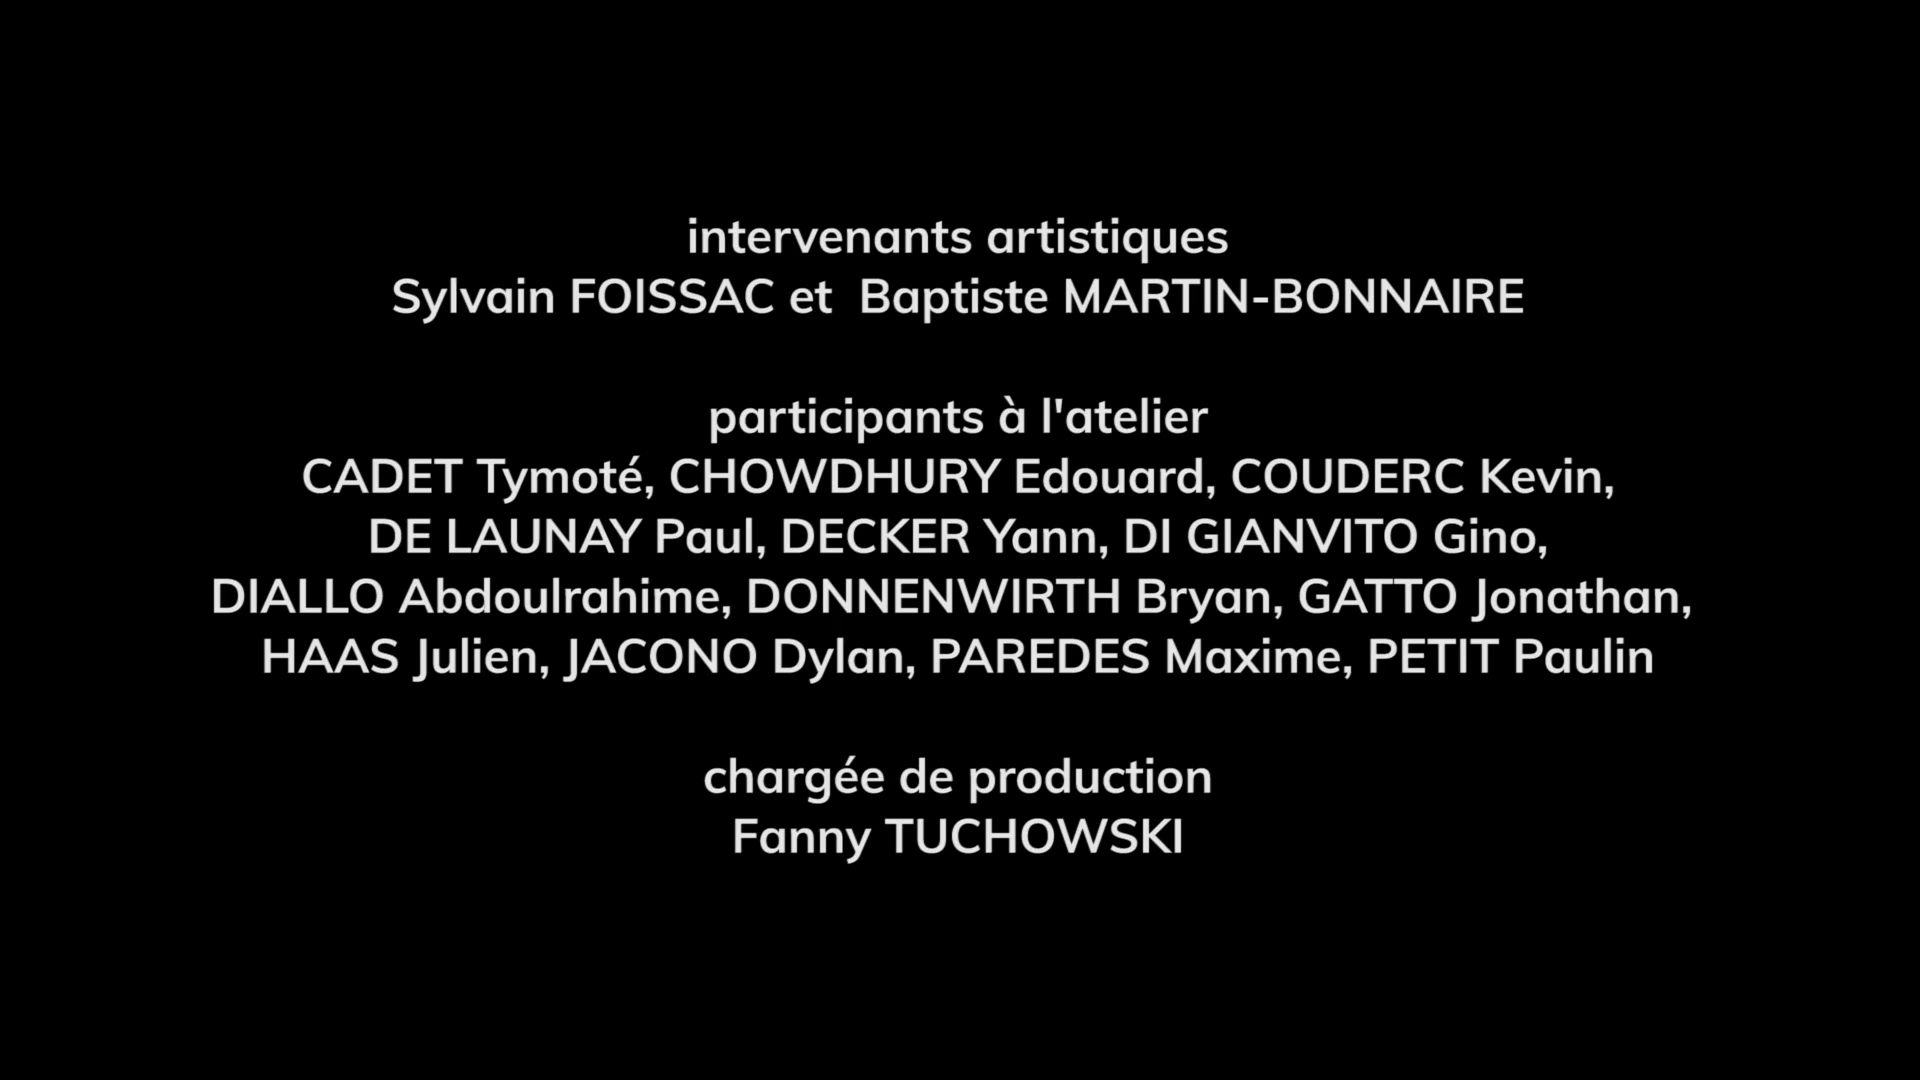 intervenants artistiques
Sylvain FOISSAC et  Baptiste MARTIN-BONNAIRE
participants à l'atelier
CADET Tymoté, CHOWDHURY Edouard, COUDERC Kevin,
DE LAUNAY Paul, DECKER Yann, DI GIANVITO Gino,
DIALLO Abdoulrahime, DONNENWIRTH Bryan, GATTO Jonathan,
HAAS Julien, JACONO Dylan, PAREDES Maxime, PETIT Paulin
chargée de production
Fanny TUCHOWSKI